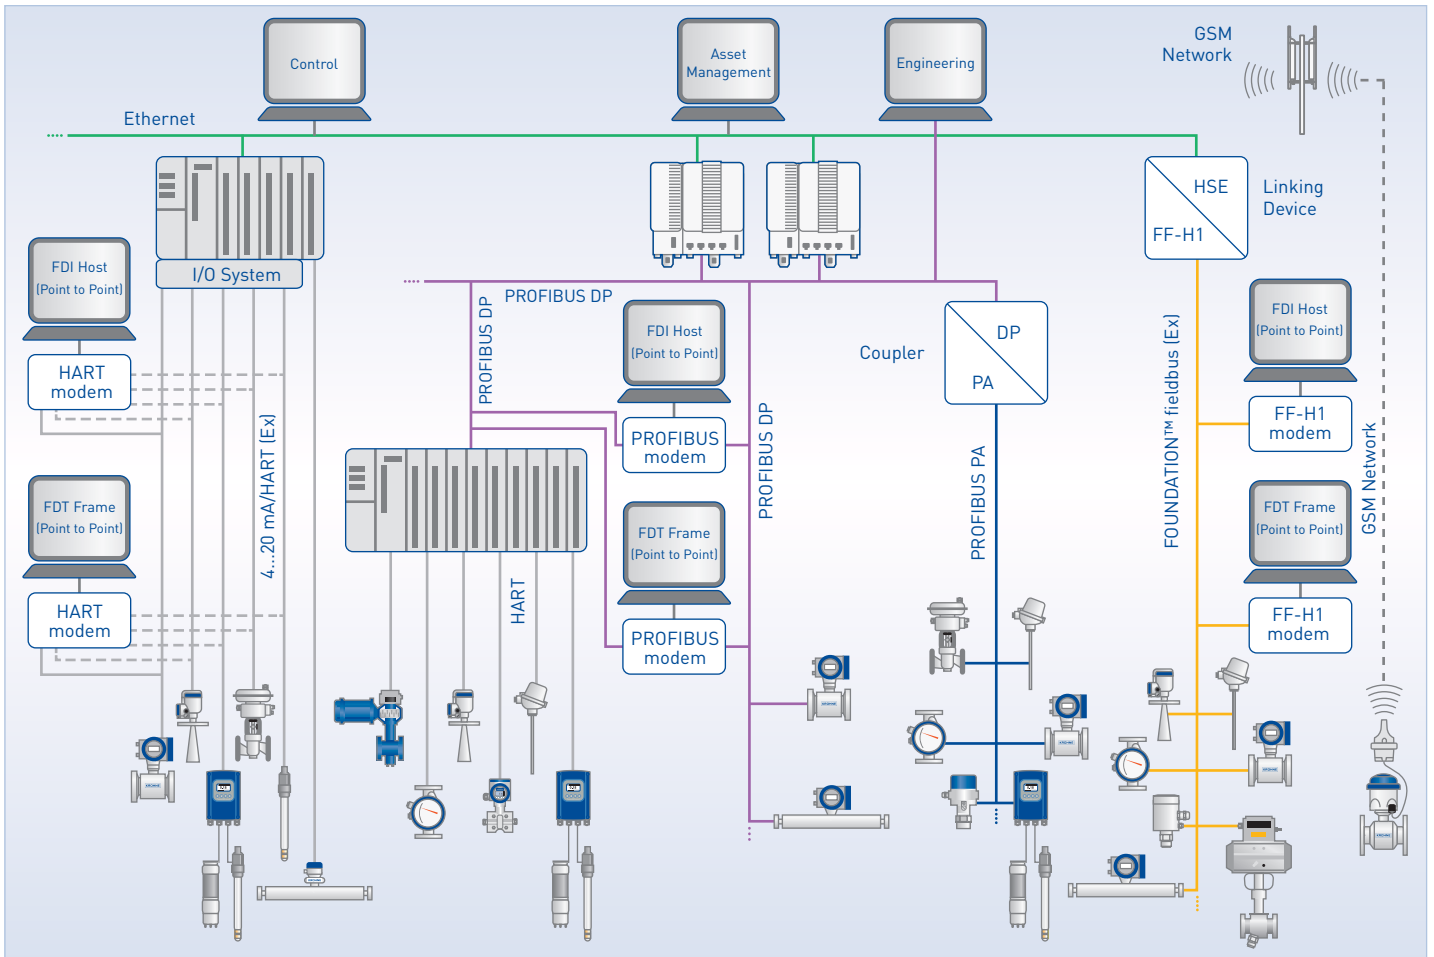 Control
Asset
Management
Engineering
GSM
Network
Ethernet
HSE
FF-H1
Linking
Device
I/O System
FDI Host
(Point to Point)
HART
modem
4...20 mA/HART (Ex)
FDT Frame
(Point to Point)
HART
modem
PROFIBUS DP
PROFIBUS DP
FDI Host
(Point to Point)
PROFIBUS
modem
PROFIBUS DP
FDT Frame
(Point to Point)
PROFIBUS
modem
HART
Coupler
DP
PA
PROFIBUS PA
FOUNDATION™ fieldbus (Ex)
FDI Host
(Point to Point)
FF-H1
modem
FDT Frame
(Point to Point)
FF-H1
modem
GSM Network
KROHNE
KROHNE
KROHNE
KROHNE